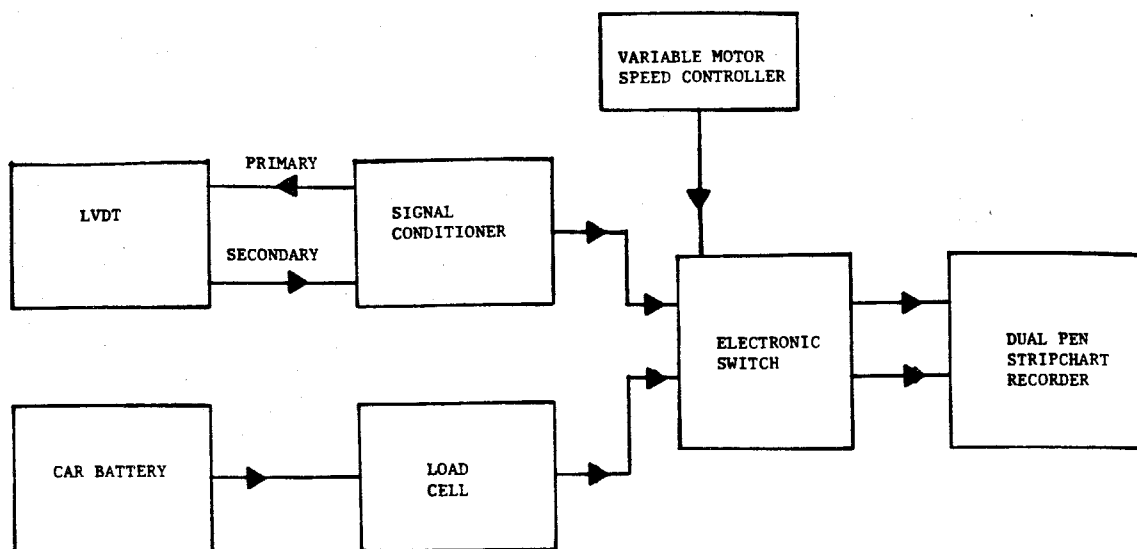 VARIABLE MOTOR
SPEED CONTROLLER
PRIMARY
LVDT
SIGNAL
CONDITIONER
SECONDARY
ELECTRONIC
SWITCH
DUAL PEN
STRIPCHART
RECORDER
CAR BATTERY
LOAD
CELL